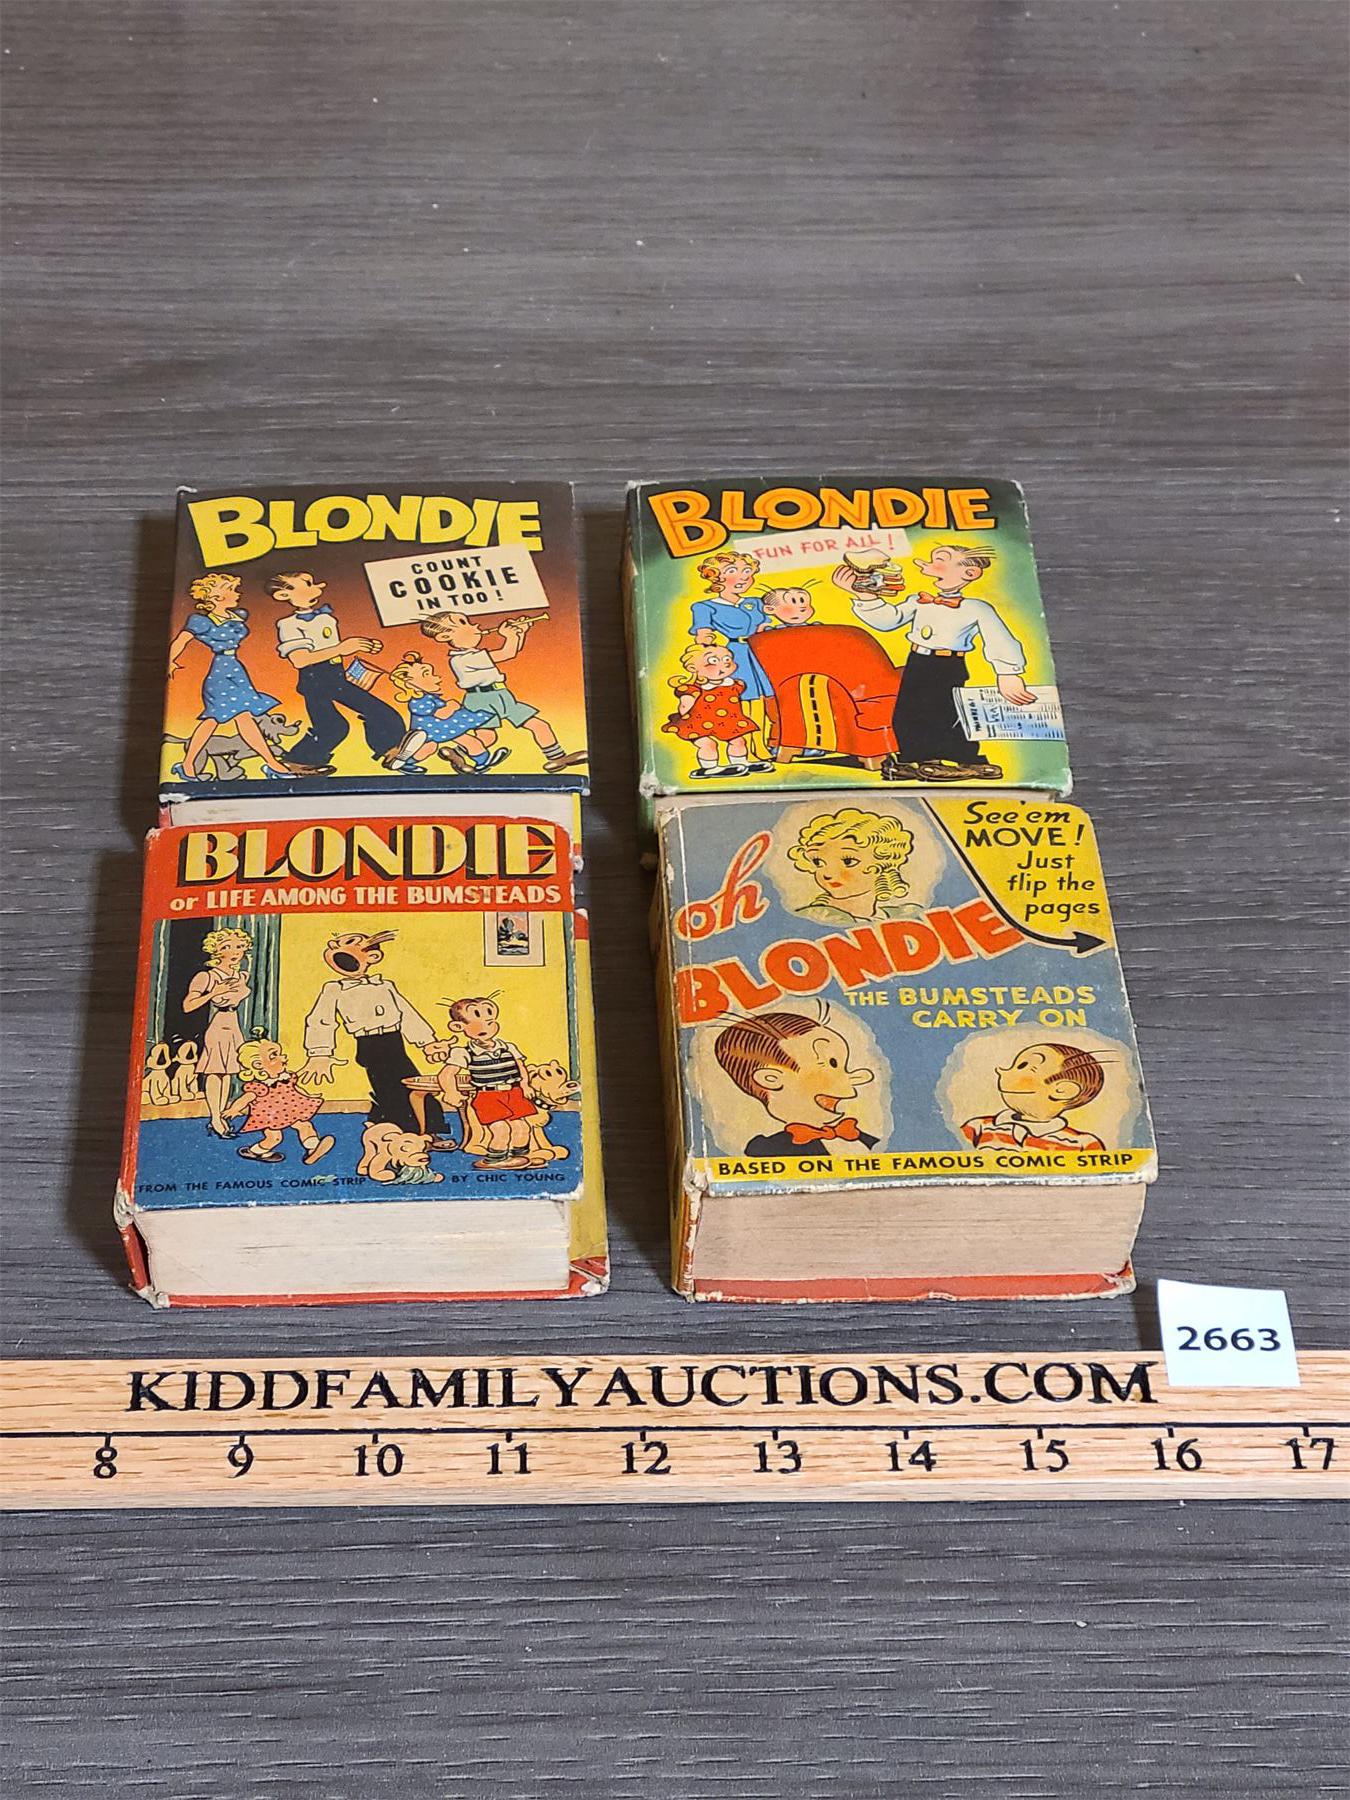 BLONDIE
COUNT
COOKIE
IN TOO!
BLONDIE
FUN FOR ALL!
BLONDIE
or LIFE AMONG THE BUMSTEADS
FROM THE FAMOUS COMIC STRIP BY CHIC YOUNG
See'em
MOVE!
Just
flip the
pages
oh
BLONDIE
THE BUMSTEADS
CARRY ON
BASED ON THE FAMOUS COMIC STRIP
2663
KIDDFAMILYAUCTIONS.COM
8 9 10 11 12 13 14 15 16 17